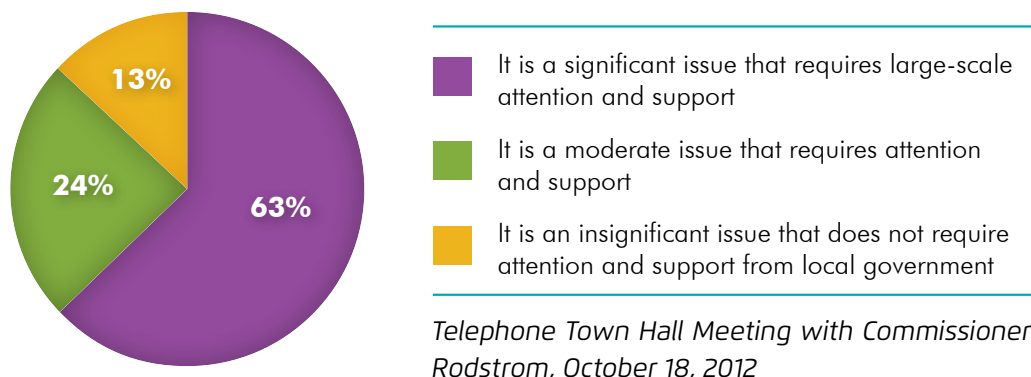 13%
24%
63%
It is a significant issue that requires large-scale
attention and support
It is a moderate issue that requires attention
and support
It is an insignificant issue that does not require
attention and support from local government
Telephone Town Hall Meeting with Commissioner
Rodstrom, October 18, 2012